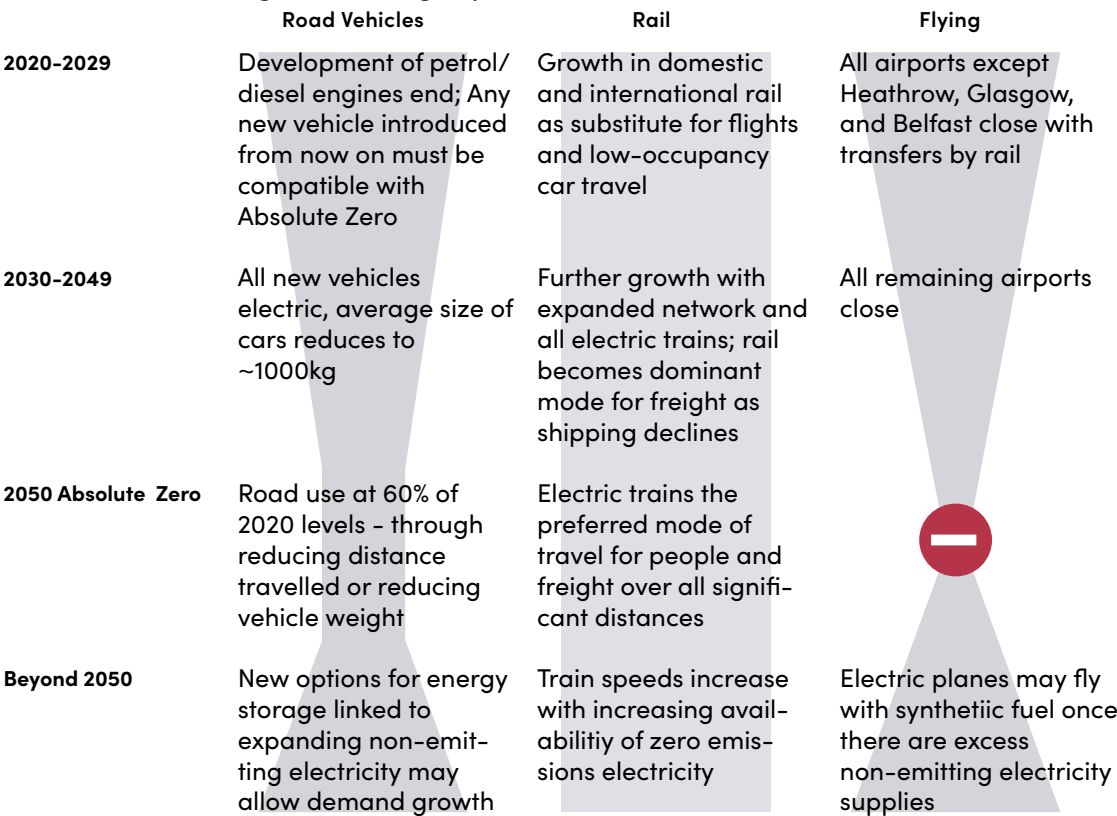 Road Vehicles
Rail
Flying
2020-2029
Development of petrol/
diesel engines end; Any
new vehicle introduced
from now on must be
compatible with
Absolute Zero
Growth in domestic
and international rail
as substitute for flights
and low-occupancy
car travel
All airports except
Heathrow, Glasgow,
and Belfast close with
transfers by rail
2030-2049
All new vehicles
electric, average size of
cars reduces to
~1000kg
Further growth with
expanded network and
all electric trains; rail
becomes dominant
mode for freight as
shipping declines
All remaining airports
close
2050 Absolute Zero
Road use at 60% of
2020 levels - through
reducing distance
travelled or reducing
vehicle weight
Electric trains the
preferred mode of
travel for people and
freight over all signifi-
cant distances
Beyond 2050
New options for energy
storage linked to
expanding non-emit-
ting electricity may
allow demand growth
Train speeds increase
with increasing avail-
abilitiy of zero emis-
sions electricity
Electric planes may fly
with synthetiic fuel once
there are excess
non-emitting electricity
supplies